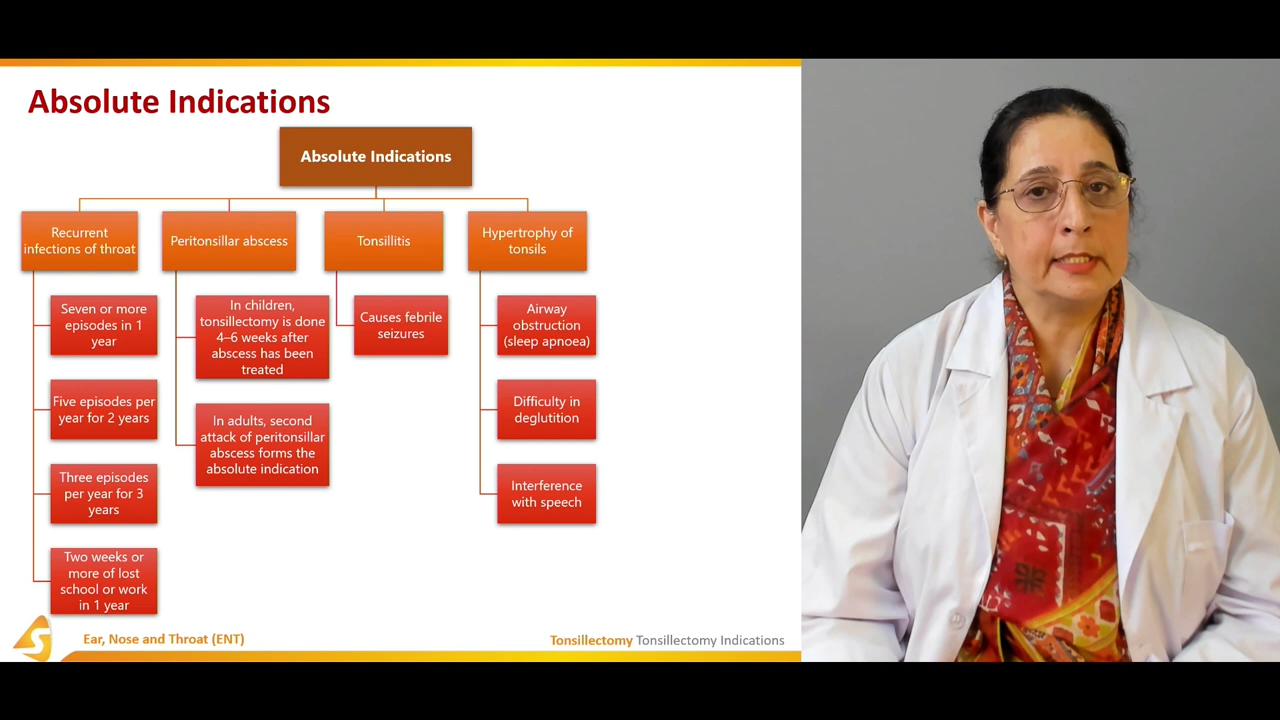 Absolute Indications
Absolute Indications
Recurrent
infections of throat
Seven or more
episodes in 1
year
Five episodes per
year for 2 years
Three episodes
per year for 3
years
Two weeks or
more of lost
school or work
in 1 year
Peritonsillar abscess
In children,
tonsillectomy is done
4–6 weeks after
abscess has been
treated
In adults, second
attack of peritonsillar
abscess forms the
absolute indication
Tonsillitis
Causes febrile
seizures
Hypertrophy of
tonsils
Airway
obstruction
(sleep apnoea)
Difficulty in
deglutition
Interference
with speech
S
Ear, Nose and Throat (ENT)
Tonsillectomy Tonsillectomy Indications